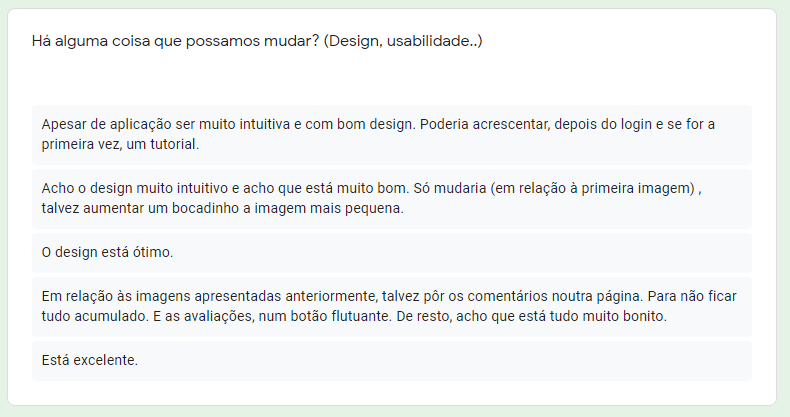 Há alguma coisa que possamos mudar? (Design, usabilidade..)
Apesar de aplicação ser muito intuitiva e com bom design. Poderia acrescentar, depois do login e se for a
primeira vez, um tutorial.
Acho o design muito intuitivo e acho que está muito bom. Só mudaria (em relação à primeira imagem) ,
talvez aumentar um bocadinho a imagem mais pequena.
O design está ótimo.
Em relação às imagens apresentadas anteriormente, talvez pôr os comentários noutra página. Para não ficar
tudo acumulado. E as avaliações, num botão flutuante. De resto, acho que está tudo muito bonito.
Está excelente.